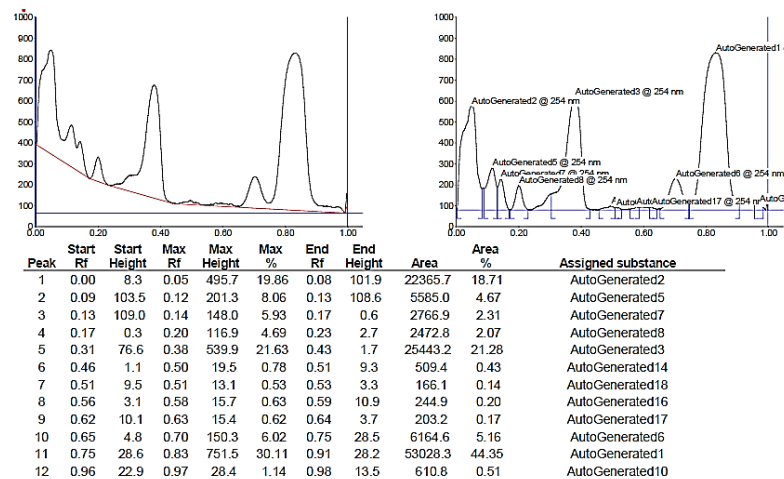 1000
900
800
700
600
500
400
300
200
100
0
0.00 0.20 0.40 0.60 0.80 1.00
1000
900
800
700
600
500
400
300
200
100
0
0.00 0.20 0.40 0.60 0.80 1.00
AutoGenerated1
AutoGenerated3 @ 254 nm
AutoGenerated2 @ 254 nm
AutoGenerated5 @ 254 nm
AutoGenerated7 @ 254 nm
AutoGenerated8 @ 254 nm
AutoGenerated6 @ 254 nm
AutoGenerated17 @ 254 nm
Peak Start Rf Start Height Max Rf Max Height Max % End Rf End Height Area Area % Assigned substance
1 0.00 8.3 0.05 495.7 19.86 0.08 101.9 22365.7 18.71 AutoGenerated2
2 0.09 103.5 0.12 201.3 8.06 0.13 108.6 5585.0 4.67 AutoGenerated5
3 0.13 109.0 0.14 148.0 5.93 0.17 0.6 2766.9 2.31 AutoGenerated7
4 0.17 0.3 0.20 116.9 4.69 0.23 2.7 2472.8 2.07 AutoGenerated8
5 0.31 76.6 0.38 539.9 21.63 0.43 1.7 25443.2 21.28 AutoGenerated3
6 0.46 1.1 0.50 19.5 0.78 0.51 9.3 509.4 0.43 AutoGenerated14
7 0.51 9.5 0.51 13.1 0.53 0.53 3.3 166.1 0.14 AutoGenerated18
8 0.56 3.1 0.58 15.7 0.63 0.59 10.9 244.9 0.20 AutoGenerated16
9 0.62 10.1 0.63 15.4 0.62 0.64 3.7 203.2 0.17 AutoGenerated17
10 0.65 4.8 0.70 150.3 6.02 0.75 28.5 6164.6 5.16 AutoGenerated6
11 0.75 28.6 0.83 751.5 30.11 0.91 28.2 53028.3 44.35 AutoGenerated1
12 0.96 22.9 0.97 28.4 1.14 0.98 13.5 610.8 0.51 AutoGenerated10